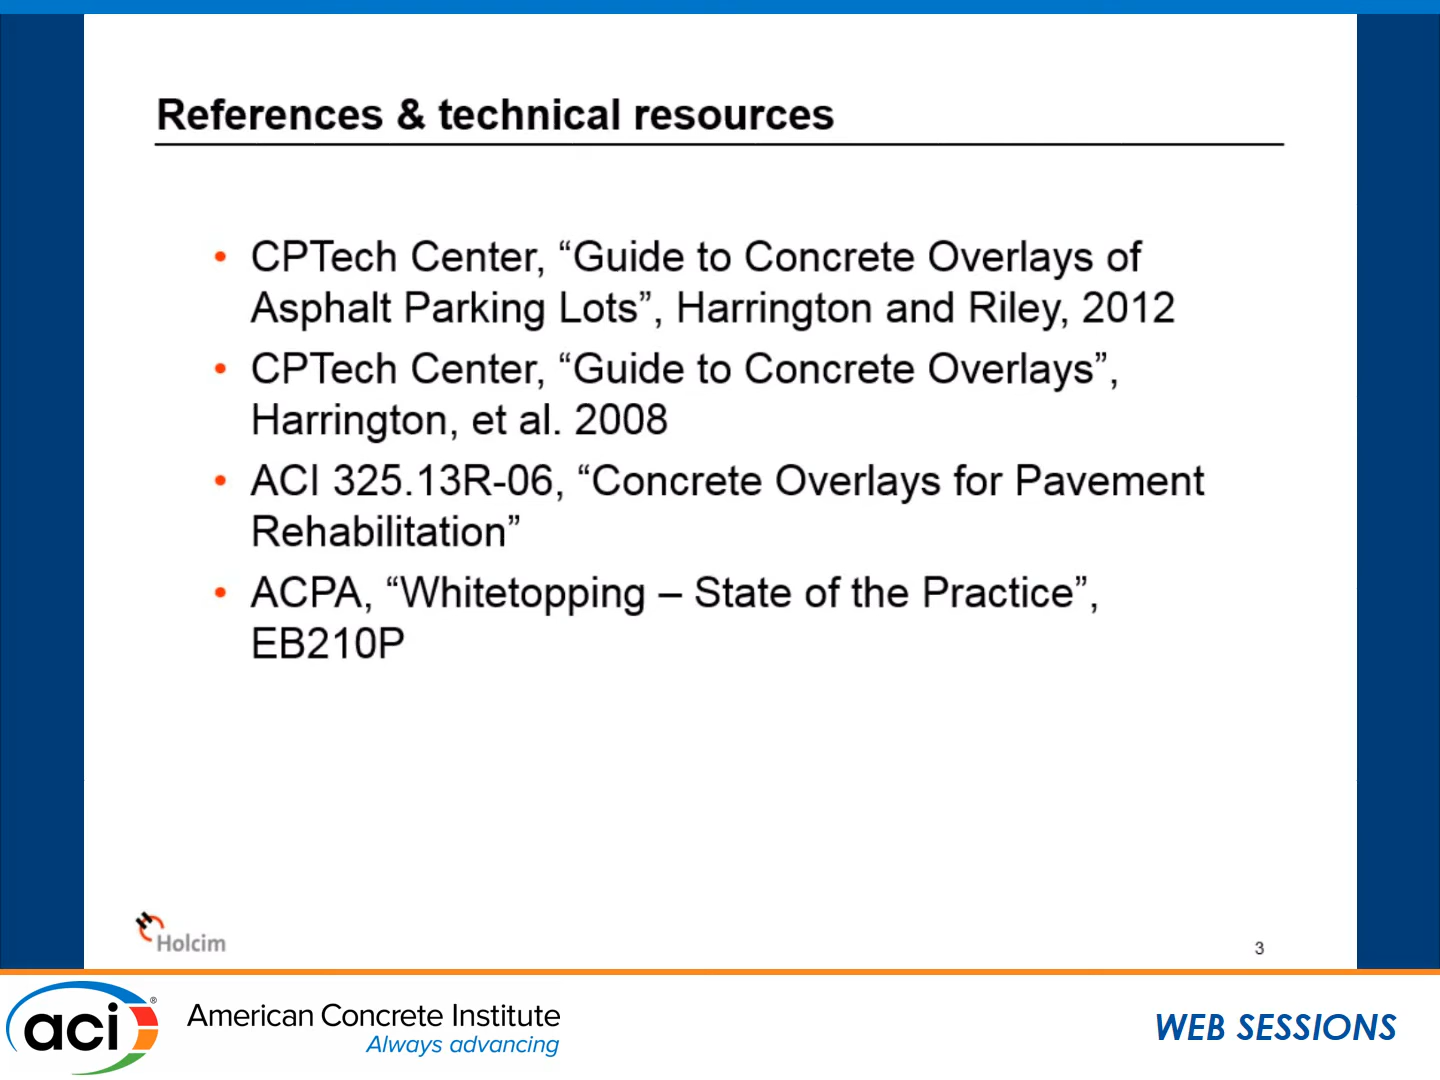 References & technical resources
• CPTech Center, “Guide to Concrete Overlays of
Asphalt Parking Lots”, Harrington and Riley, 2012
• CPTech Center, “Guide to Concrete Overlays”,
Harrington, et al. 2008
• ACI 325.13R-06, “Concrete Overlays for Pavement
Rehabilitation”
• ACPA, “Whitetopping – State of the Practice”,
EB210P
Holcim
3
aci®
American Concrete Institute
Always advancing
WEB SESSIONS